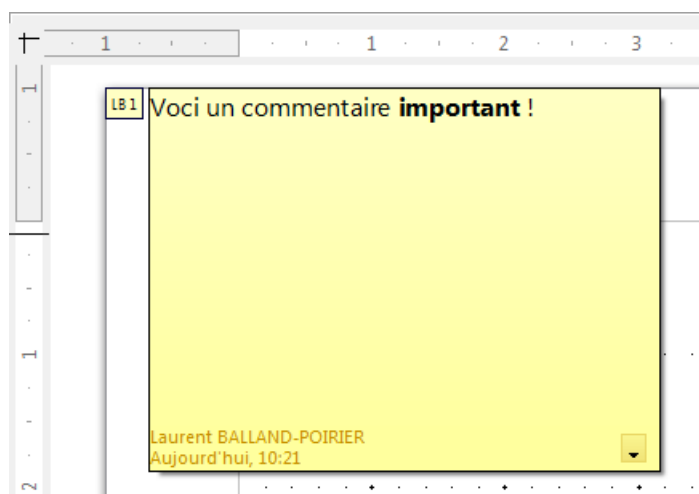 1 1 2 3
1
LB1 Voci un commentaire important !
1
Laurent BALLAND-POIRIER
Aujourd'hui, 10:21
2